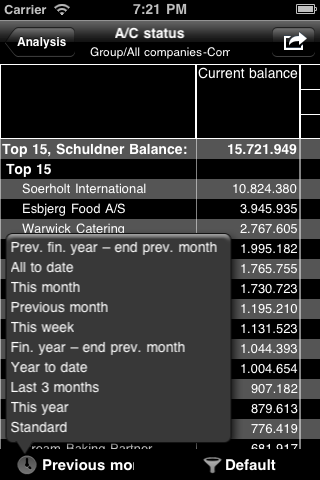 Carrier 7:21 PM
Analysis
A/C status
Group/All companies-Com
Current balance
Top 15, Schuldner Balance: 15.721.949
Top 15
Soerholt International 10.824.380
Esbjerg Food A/S 3.945.935
Warwick Catering 2.767.605
1.995.182
1.765.755
1.730.723
1.195.210
1.131.523
1.044.393
1.004.654
907.182
879.613
776.419
Baking Partner 681.917
Prev. fin. year – end prev. month
All to date
This month
Previous month
This week
Fin. year – end prev. month
Year to date
Last 3 months
This year
Standard
Previous mon
Default